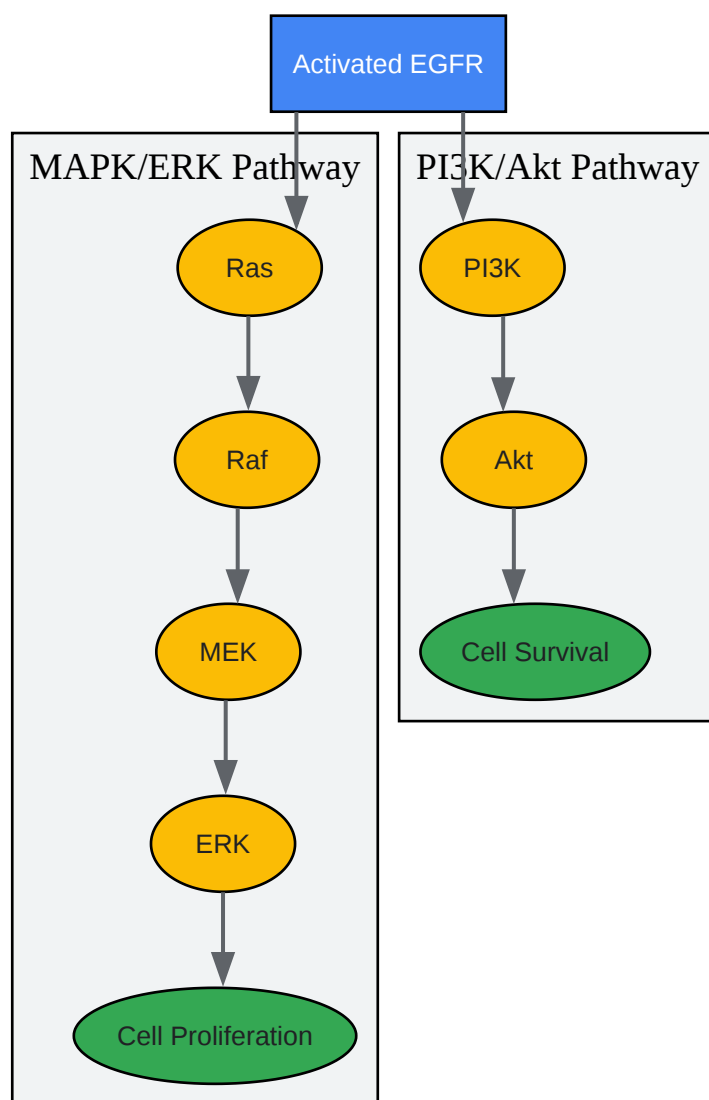 Activated EGFR
MAPK/ERK Pathway
Ras
Raf
MEK
ERK
Cell Proliferation
PI3K/Akt Pathway
PI3K
Akt
Cell Survival